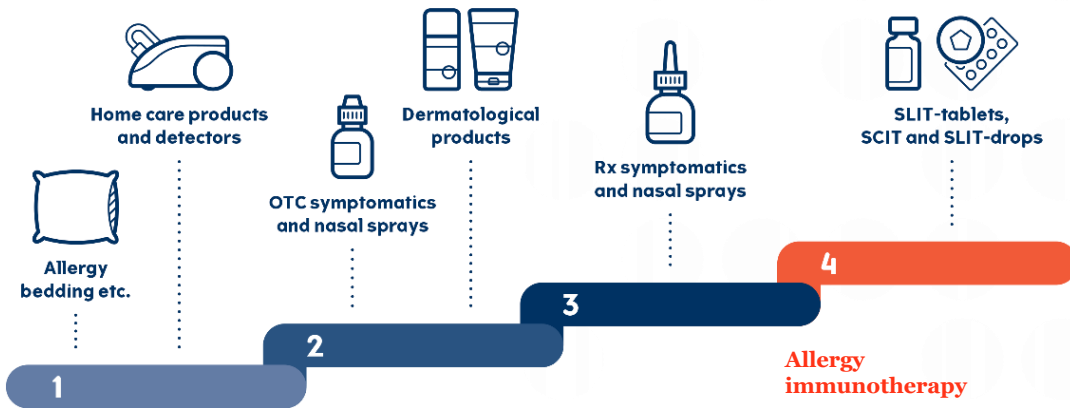 Home care products
and detectors
Dermatological
products
SLIT-tablets,
SCIT and SLIT-drops
Rx symptomatics
and nasal sprays
OTC symptomatics
and nasal sprays
Allergy
bedding etc.
1
2
3
4
Allergy
immunotherapy